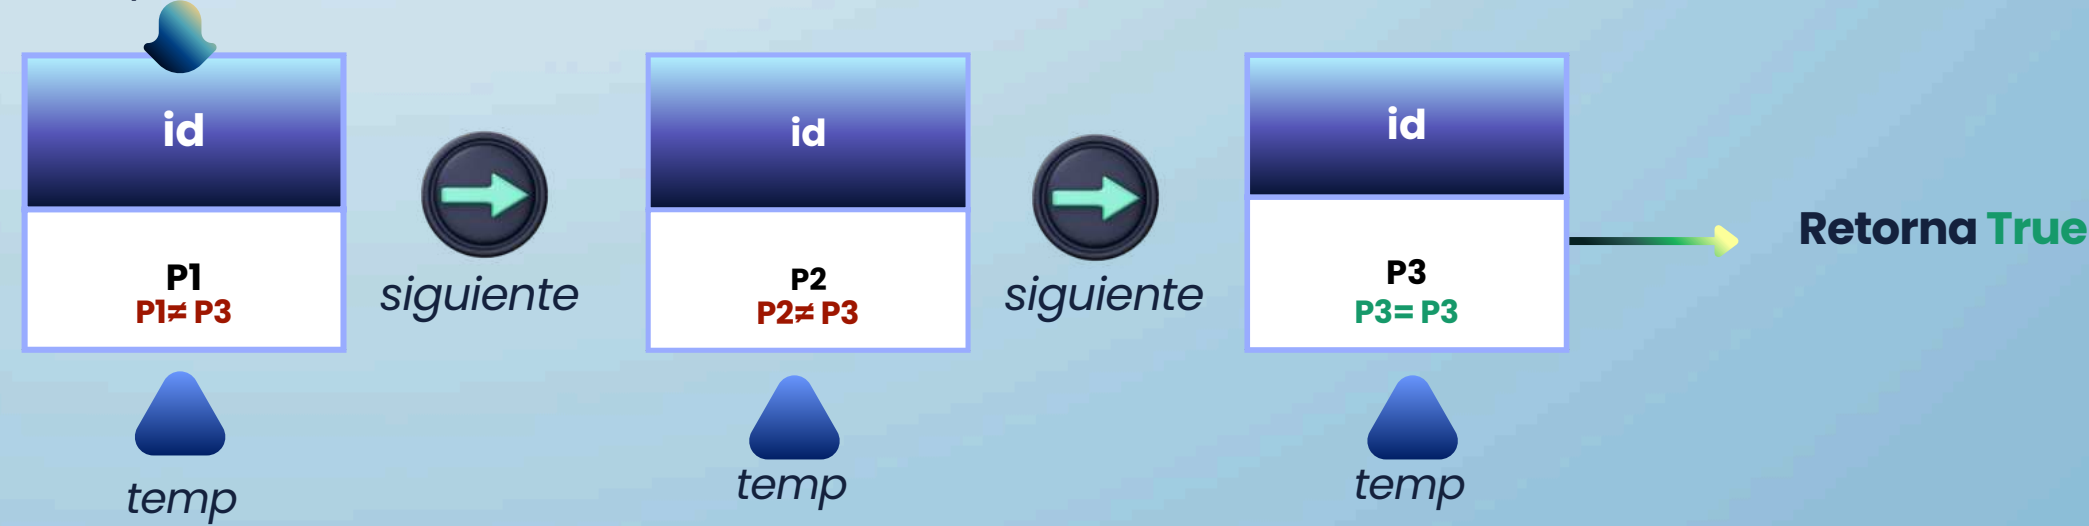 id
P1
P1≠ P3
siguiente
temp
id
P2
P2≠ P3
siguiente
temp
id
P3
P3= P3
temp
Retorna True